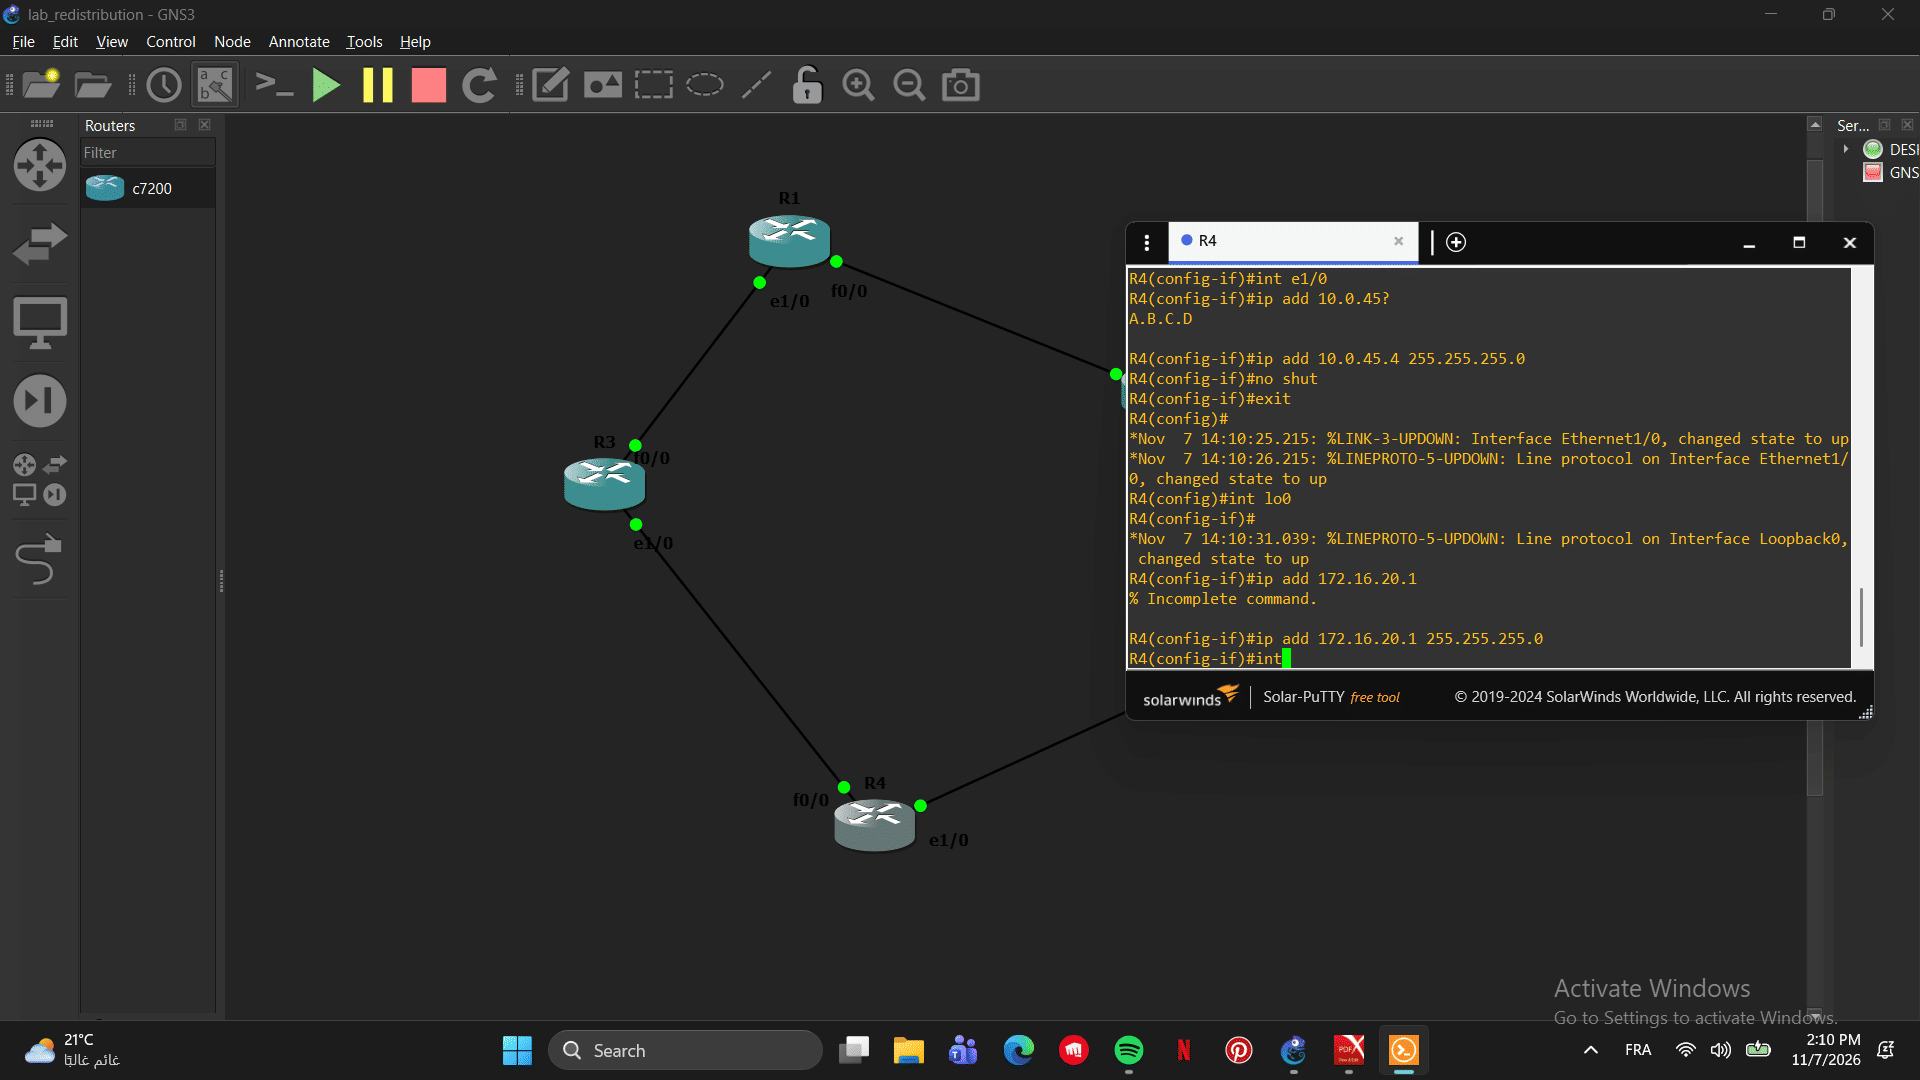 lab_redistribution - GNS3
File Edit View Control Node Annotate Tools Help
a c
b
Routers
Filter
c7200
Ser...
DESH
GNS
R1
e1/0
f0/0
R3
f0/0
e1/0
R4
f0/0
e1/0
R4
R4(config-if)#int e1/0
R4(config-if)#ip add 10.0.45?
A.B.C.D
R4(config-if)#ip add 10.0.45.4 255.255.255.0
R4(config-if)#no shut
R4(config-if)#exit
R4(config)#
*Nov  7 14:10:25.215: %LINK-3-UPDOWN: Interface Ethernet1/0, changed state to up
*Nov  7 14:10:26.215: %LINEPROTO-5-UPDOWN: Line protocol on Interface Ethernet1/
0, changed state to up
R4(config)#int lo0
R4(config-if)#
*Nov  7 14:10:31.039: %LINEPROTO-5-UPDOWN: Line protocol on Interface Loopback0,
changed state to up
R4(config-if)#ip add 172.16.20.1
% Incomplete command.
R4(config-if)#ip add 172.16.20.1 255.255.255.0
R4(config-if)#int
solarwinds Solar-PuTTY free tool © 2019-2024 SolarWinds Worldwide, LLC. All rights reserved.
Activate Windows
Go to Settings to activate Windows.
21°C
غائم غالبًا
Search
N
PDF
FRA
2:10 PM
11/7/2026